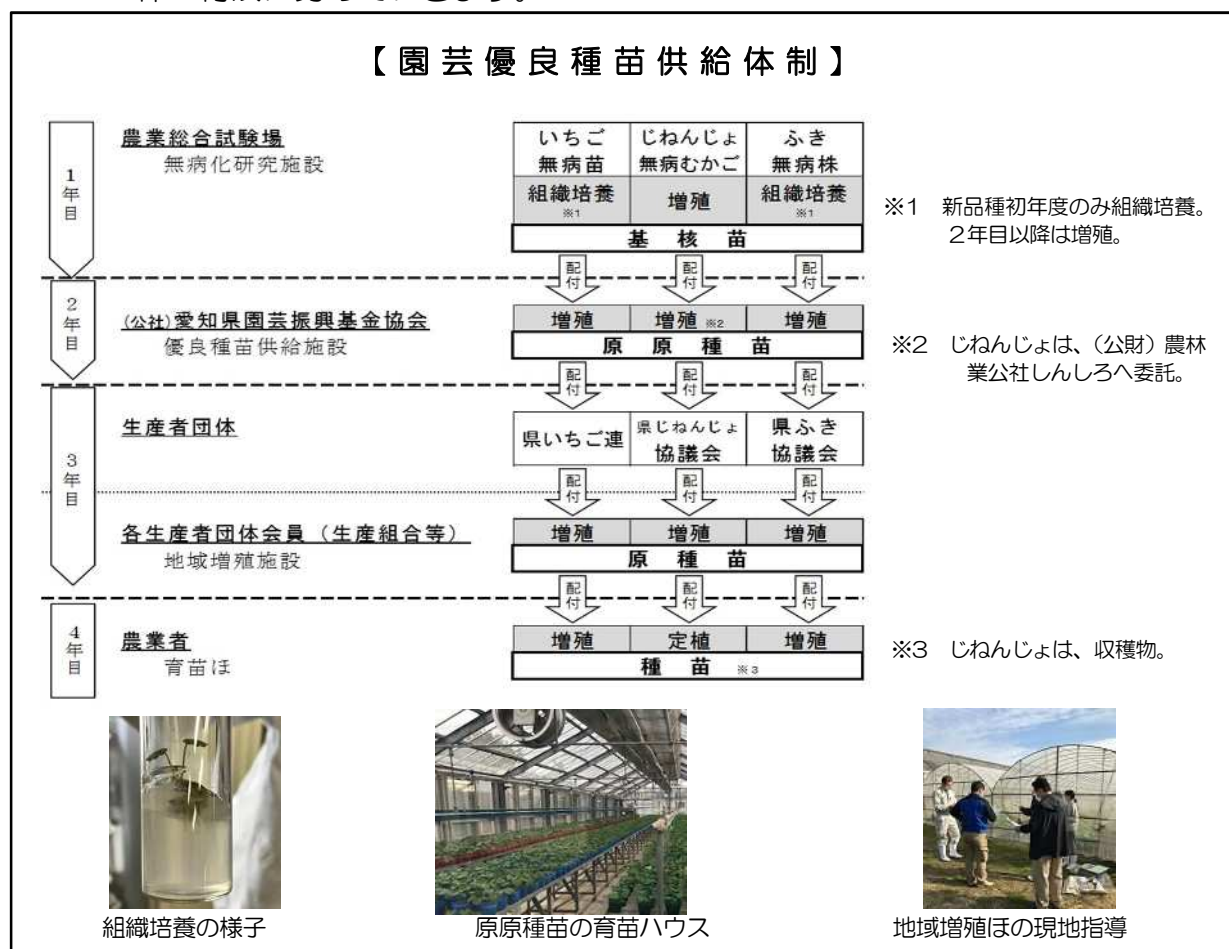 【園芸優良種苗供給体制】
1年目
農業総合試験場
無病化研究施設
いちご
無病苗
じねんじょ
無病むかご
ふき
無病株
組織培養
※1
増殖
組織培養
※1
基核苗
※1　新品種初年度のみ組織培養。
2年目以降は増殖。
配付
配付
配付
2年目
(公社)愛知県園芸振興基金協会
優良種苗供給施設
増殖
増殖 ※2
増殖
原原種苗
※2　じねんじょは、（公財）農林
業公社しんしろへ委託。
配付
配付
配付
3年目
生産者団体
県いちご連
県じねんじょ
協議会
県ふき
協議会
配付
配付
配付
各生産者団体会員（生産組合等）
地域増殖施設
増殖
増殖
増殖
原種苗
配付
配付
配付
4年目
農業者
育苗ほ
増殖
定植
増殖
種苗 ※3
※3　じねんじょは、収穫物。
組織培養の様子
原原種苗の育苗ハウス
地域増殖ほの現地指導